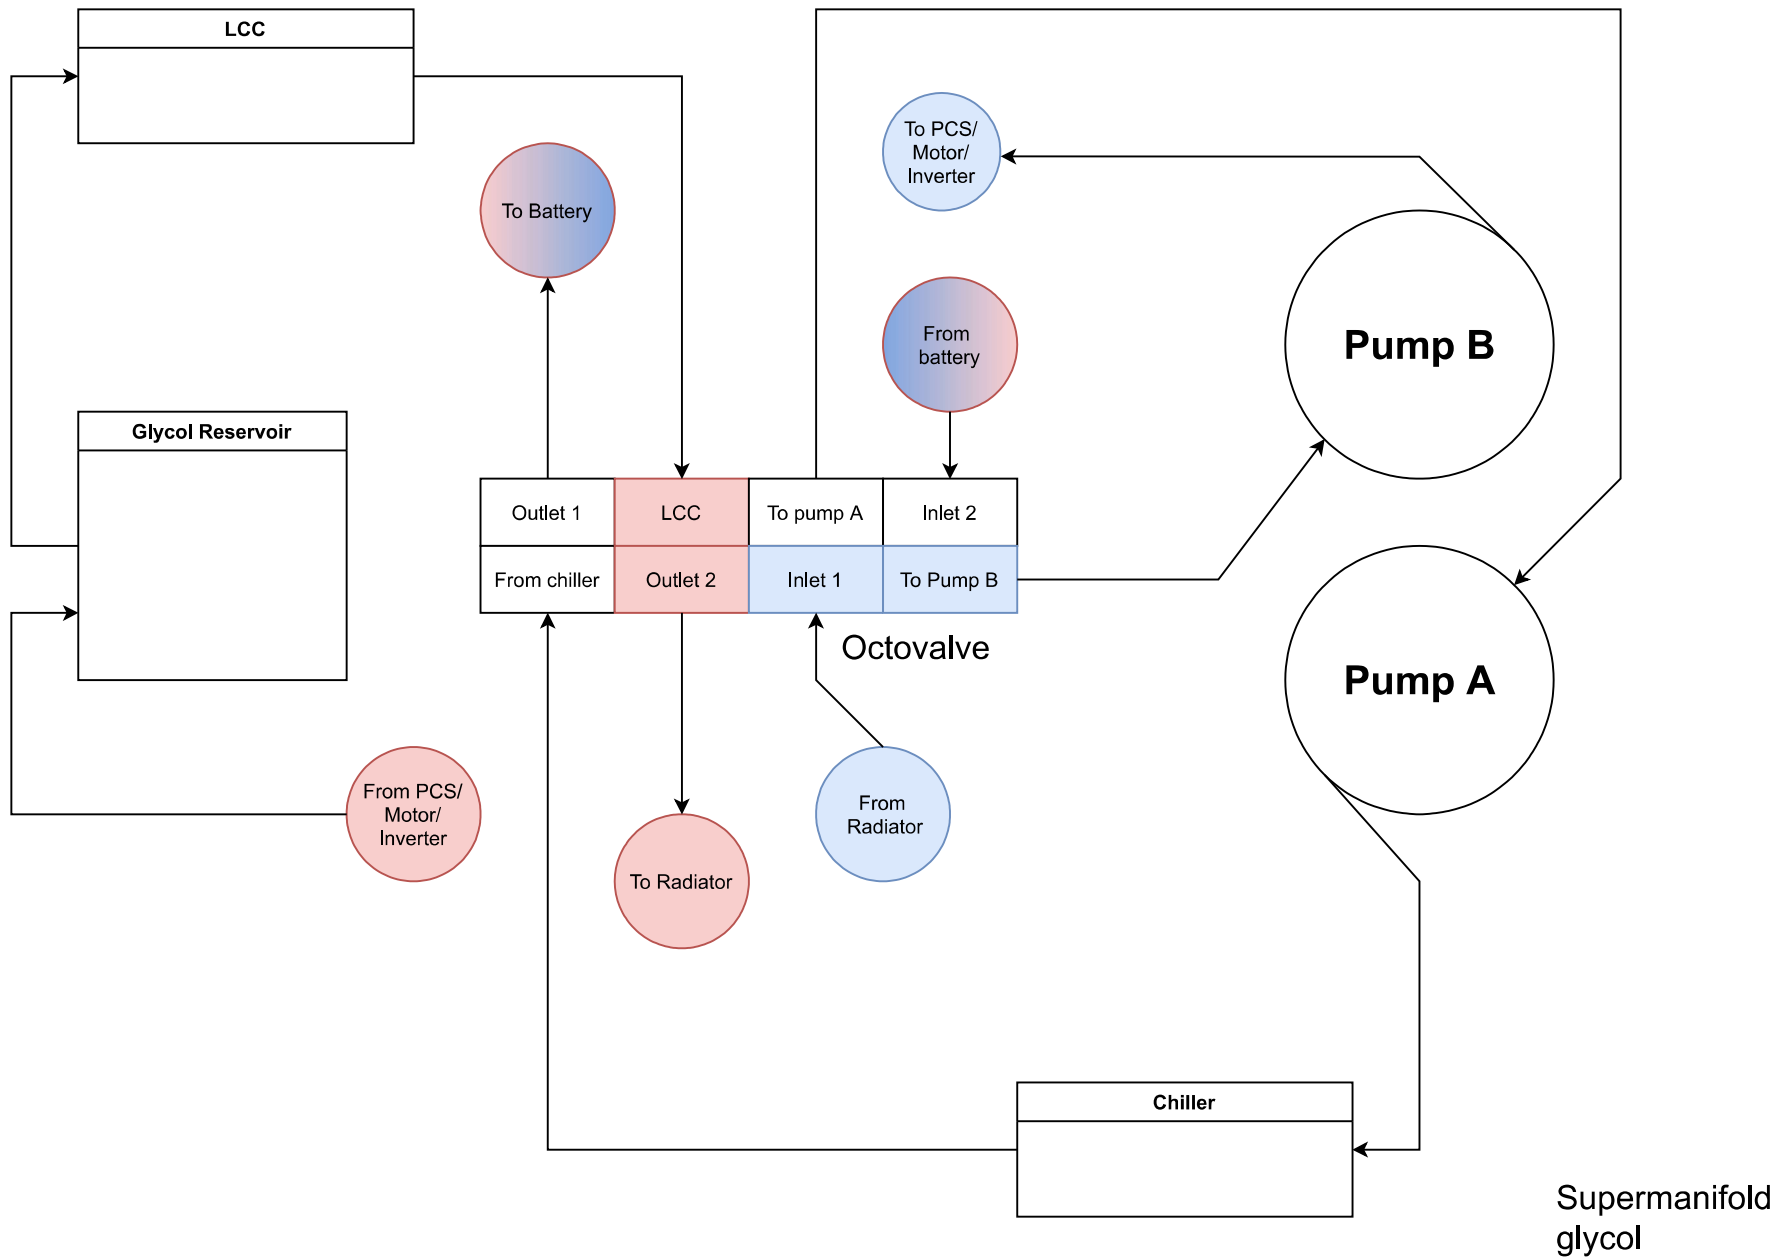 LCC
To PCS/
Motor/
Inverter
To Battery
From
battery
Pump B
Glycol Reservoir
Outlet 1
LCC
To pump A
Inlet 2
From chiller
Outlet 2
Inlet 1
To Pump B
Octovalve
Pump A
From PCS/
Motor/
Inverter
From
Radiator
To Radiator
Chiller
Supermanifold
glycol